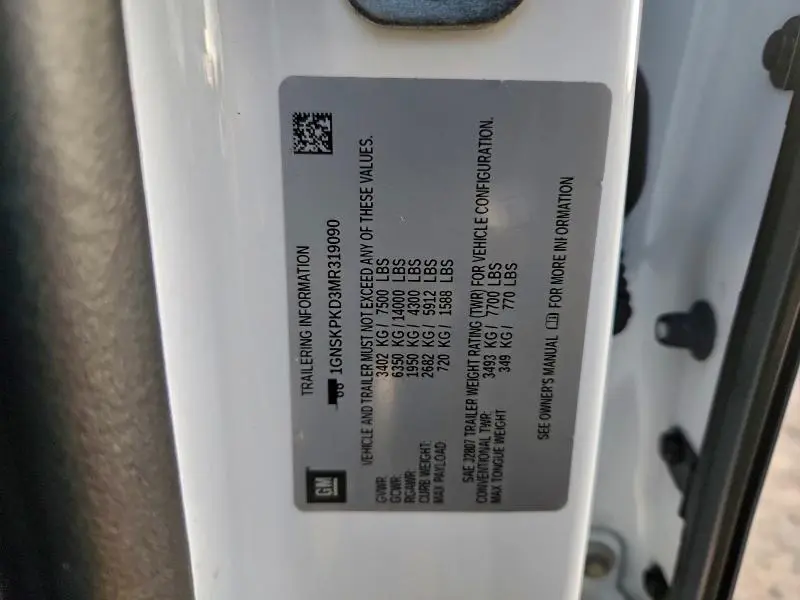 GM
TRAILERING INFORMATION
1GNSKPKD3MR319090
VEHICLE AND TRAILER MUST NOT EXCEED ANY OF THESE VALUES.
GVWR: 3402 KG / 7500 LBS
GCWR: 6350 KG / 14000 LBS
RGAWR: 1950 KG / 4300 LBS
CURB WEIGHT: 2682 KG / 5912 LBS
MAX PAYLOAD: 720 KG / 1588 LBS
SAE J2807 TRAILER WEIGHT RATING (TWR) FOR VEHICLE CONFIGURATION.
CONVENTIONAL TWR: 3493 KG / 7700 LBS
MAX TONGUE WEIGHT 349 KG / 770 LBS
SEE OWNER'S MANUAL FOR MORE INFORMATION